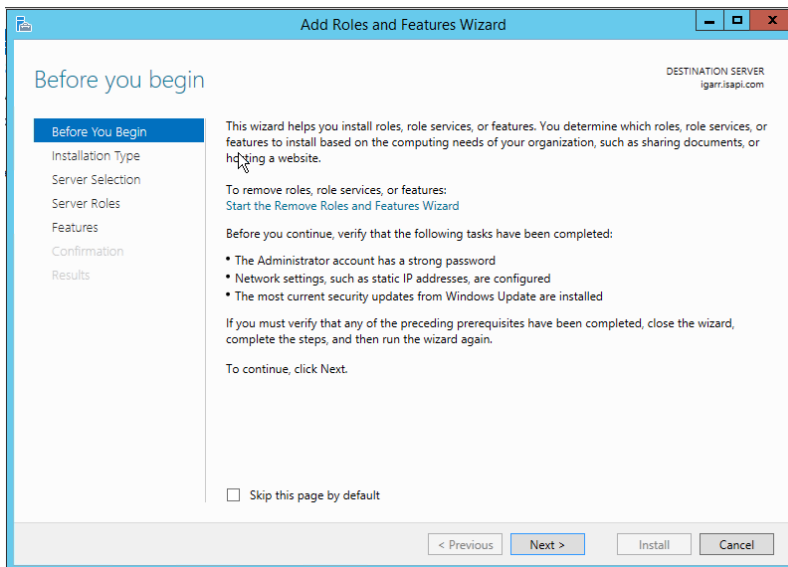 Add Roles and Features Wizard
Before you begin
DESTINATION SERVER
igarr.isapi.com
Before You Begin
Installation Type
Server Selection
Server Roles
Features
Confirmation
Results
This wizard helps you install roles, role services, or features. You determine which roles, role services, or
features to install based on the computing needs of your organization, such as sharing documents, or
hosting a website.
To remove roles, role services, or features:
Start the Remove Roles and Features Wizard
Before you continue, verify that the following tasks have been completed:
• The Administrator account has a strong password
• Network settings, such as static IP addresses, are configured
• The most current security updates from Windows Update are installed
If you must verify that any of the preceding prerequisites have been completed, close the wizard,
complete the steps, and then run the wizard again.
To continue, click Next.
Skip this page by default
< Previous
Next >
Install
Cancel